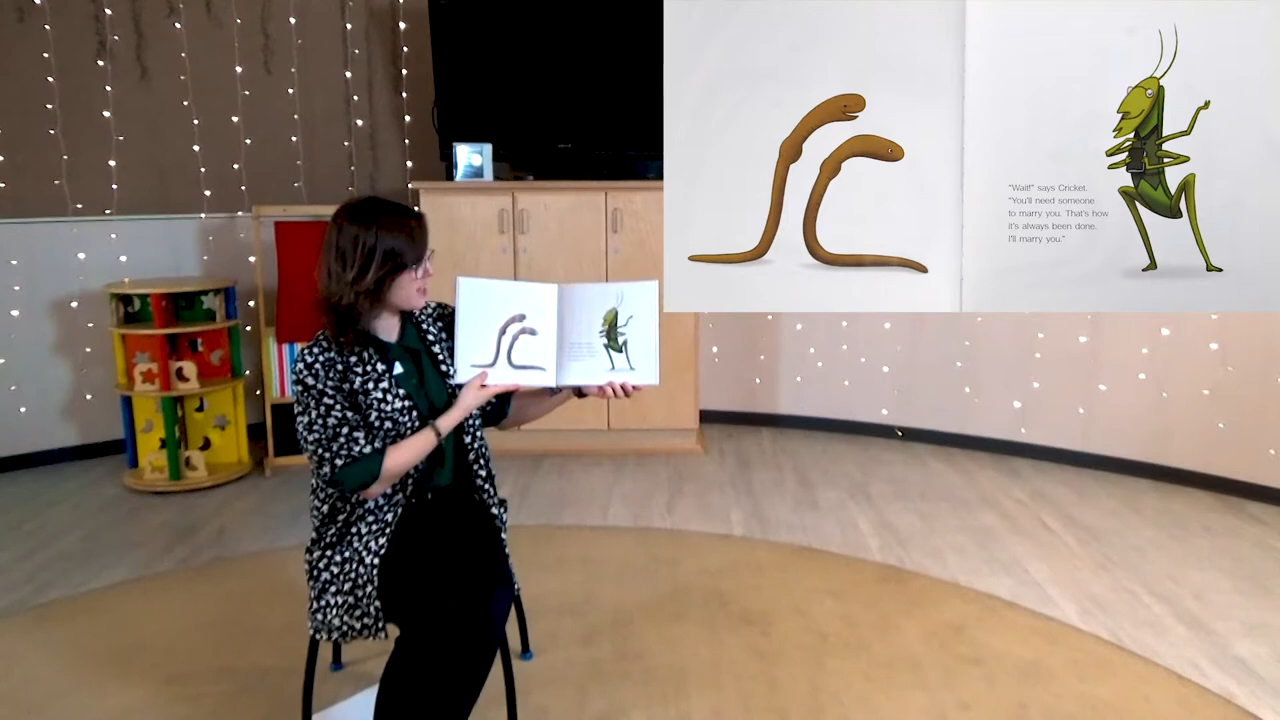 "Wait!" says Cricket.
"You'll need someone
to marry you. That's how
it's always been done.
I'll marry you."